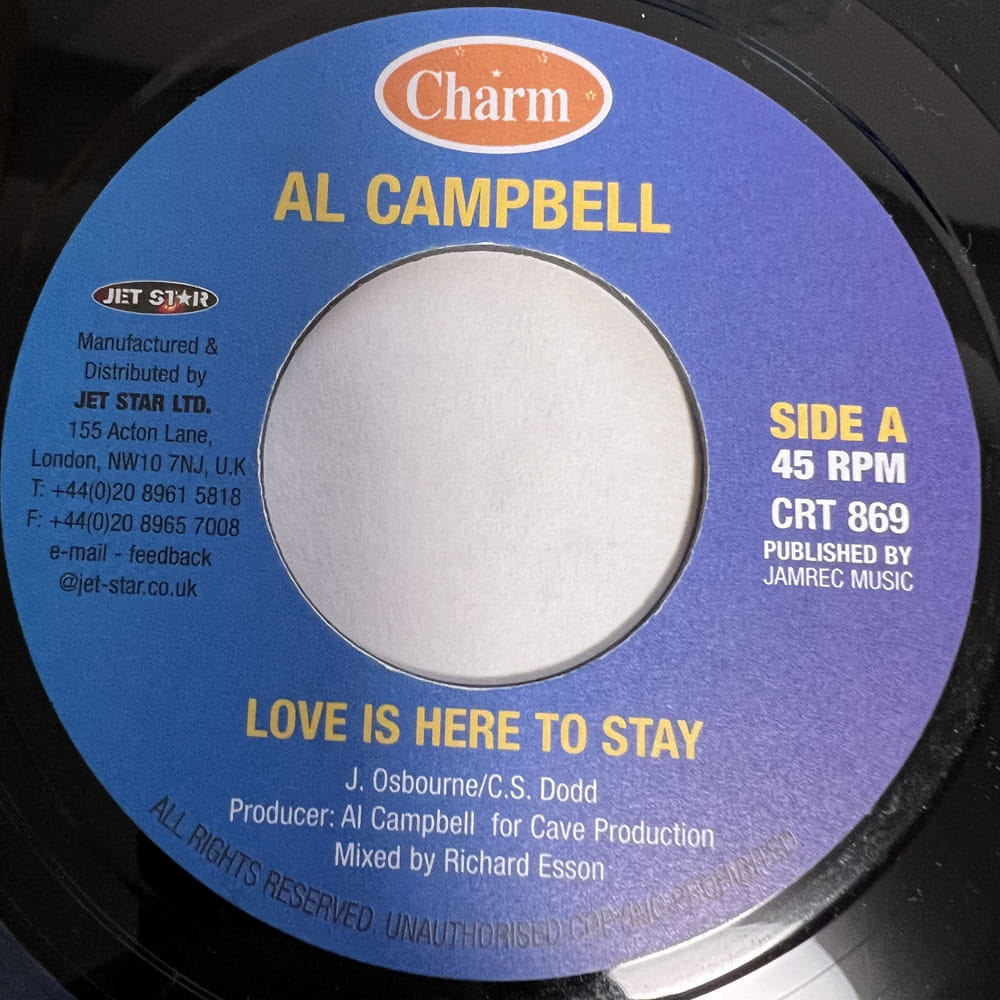 Charm
AL CAMPBELL
JET STAR
Manufactured &
Distributed by
JET STAR LTD.
155 Acton Lane,
London, NW10 7NJ, U.K
T: +44(0)20 8961 5818
F: +44(0)20 8965 7008
e-mail - feedback
@jet-star.co.uk
SIDE A
45 RPM
CRT 869
PUBLISHED BY
JAMREC MUSIC
LOVE IS HERE TO STAY
J. Osbourne/C.S. Dodd
Producer: Al Campbell for Cave Production
Mixed by Richard Esson
ALL RIGHTS RESERVED. UNAUTHORISED COPYING PROHIBITED